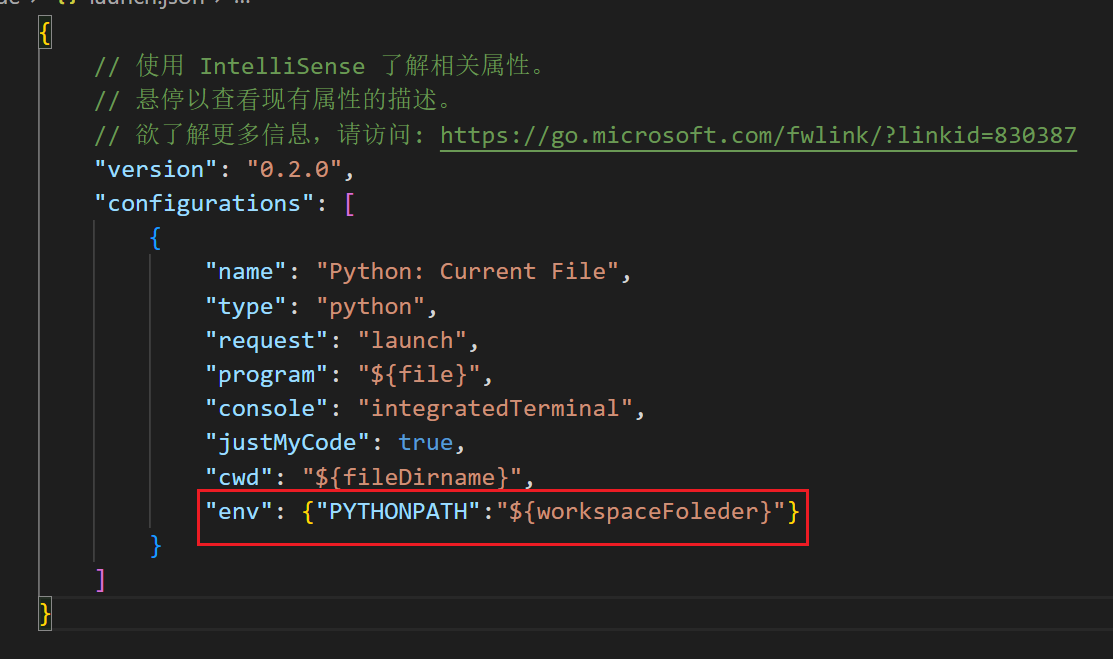 {
// 使用 IntelliSense 了解相关属性。
// 悬停以查看现有属性的描述。
// 欲了解更多信息，请访问: https://go.microsoft.com/fwlink/?linkid=830387
"version": "0.2.0",
"configurations": [
{
"name": "Python: Current File",
"type": "python",
"request": "launch",
"program": "${file}",
"console": "integratedTerminal",
"justMyCode": true,
"cwd": "${fileDirname}",
"env": {"PYTHONPATH":"${workspaceFoleder}"}
}
]
}